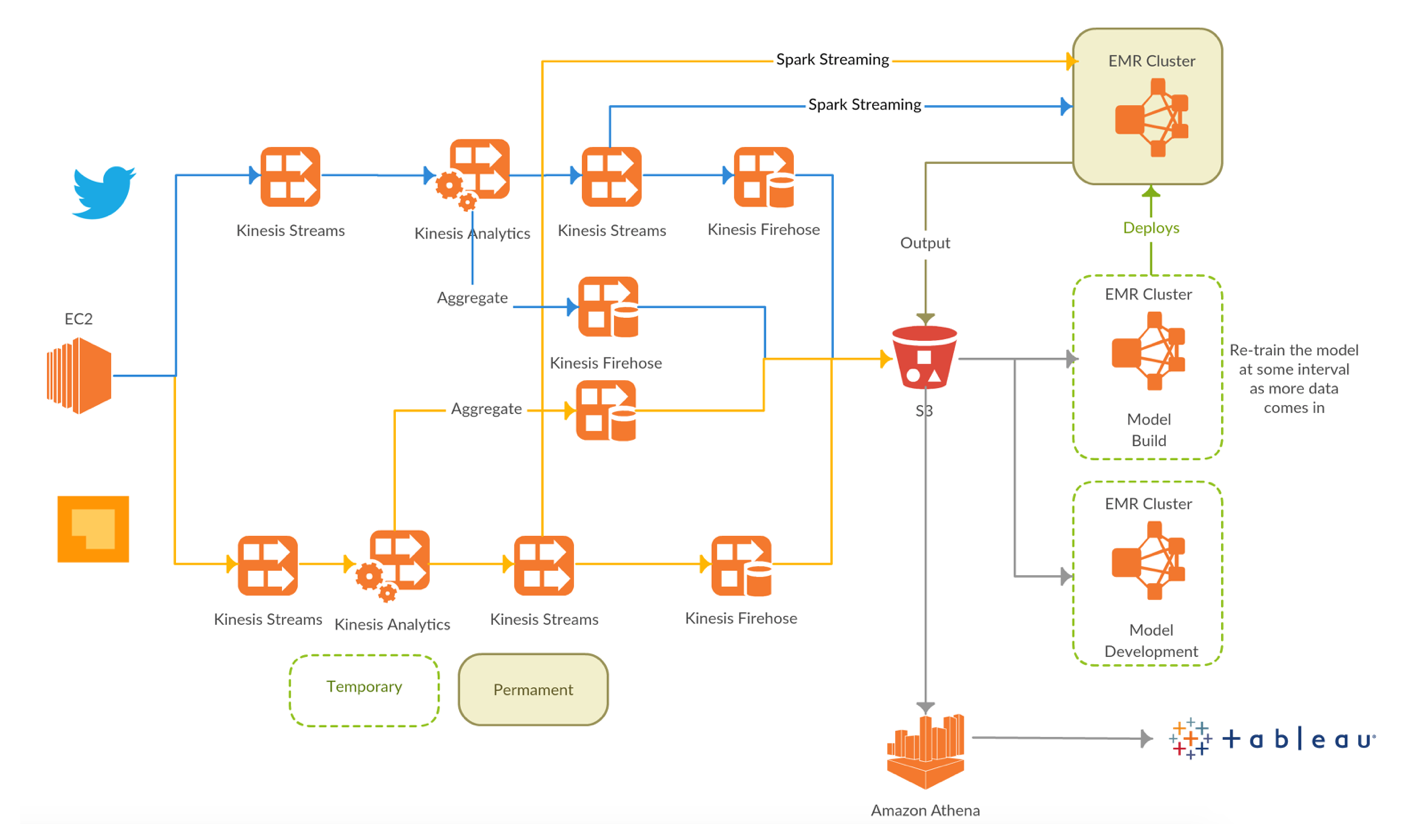 Spark Streaming
EMR Cluster
Spark Streaming
Kinesis Streams
Kinesis Analytics
Kinesis Streams
Kinesis Firehose
Output
Deploys
Aggregate
EMR Cluster
EC2
Kinesis Firehose
Re-train the model
at some interval
as more data
comes in
Aggregate
S3
Model
Build
EMR Cluster
Kinesis Streams
Kinesis Analytics
Kinesis Streams
Kinesis Firehose
Model
Development
Temporary
Permament
+ableau
Amazon Athena